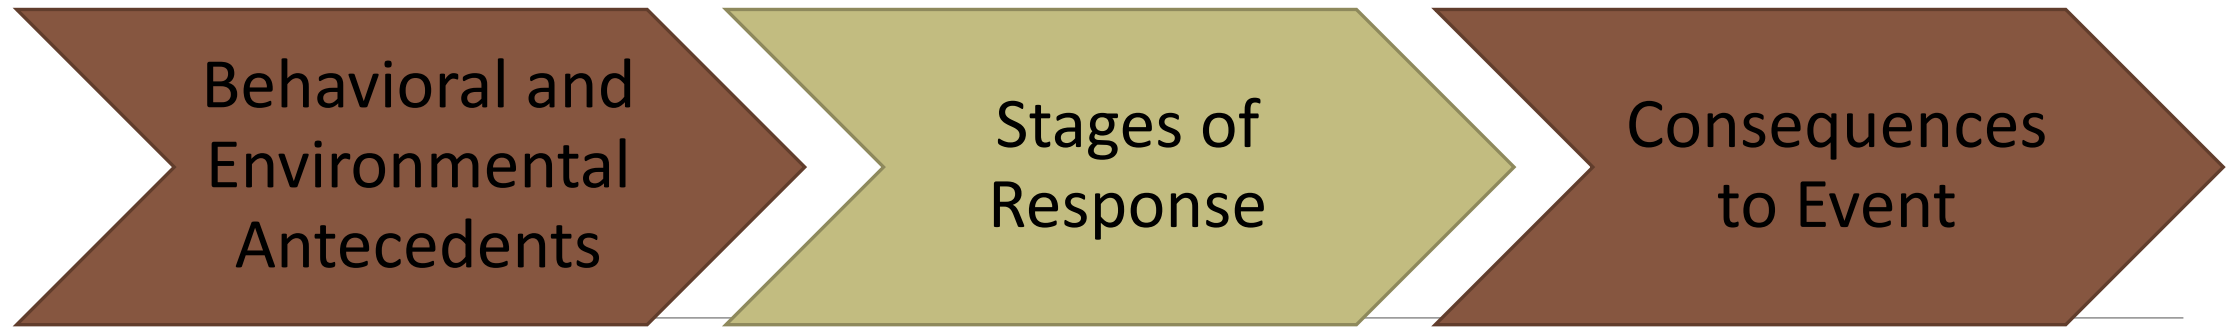 Behavioral and
Environmental
Antecedents
Stages of
Response
Consequences
to Event